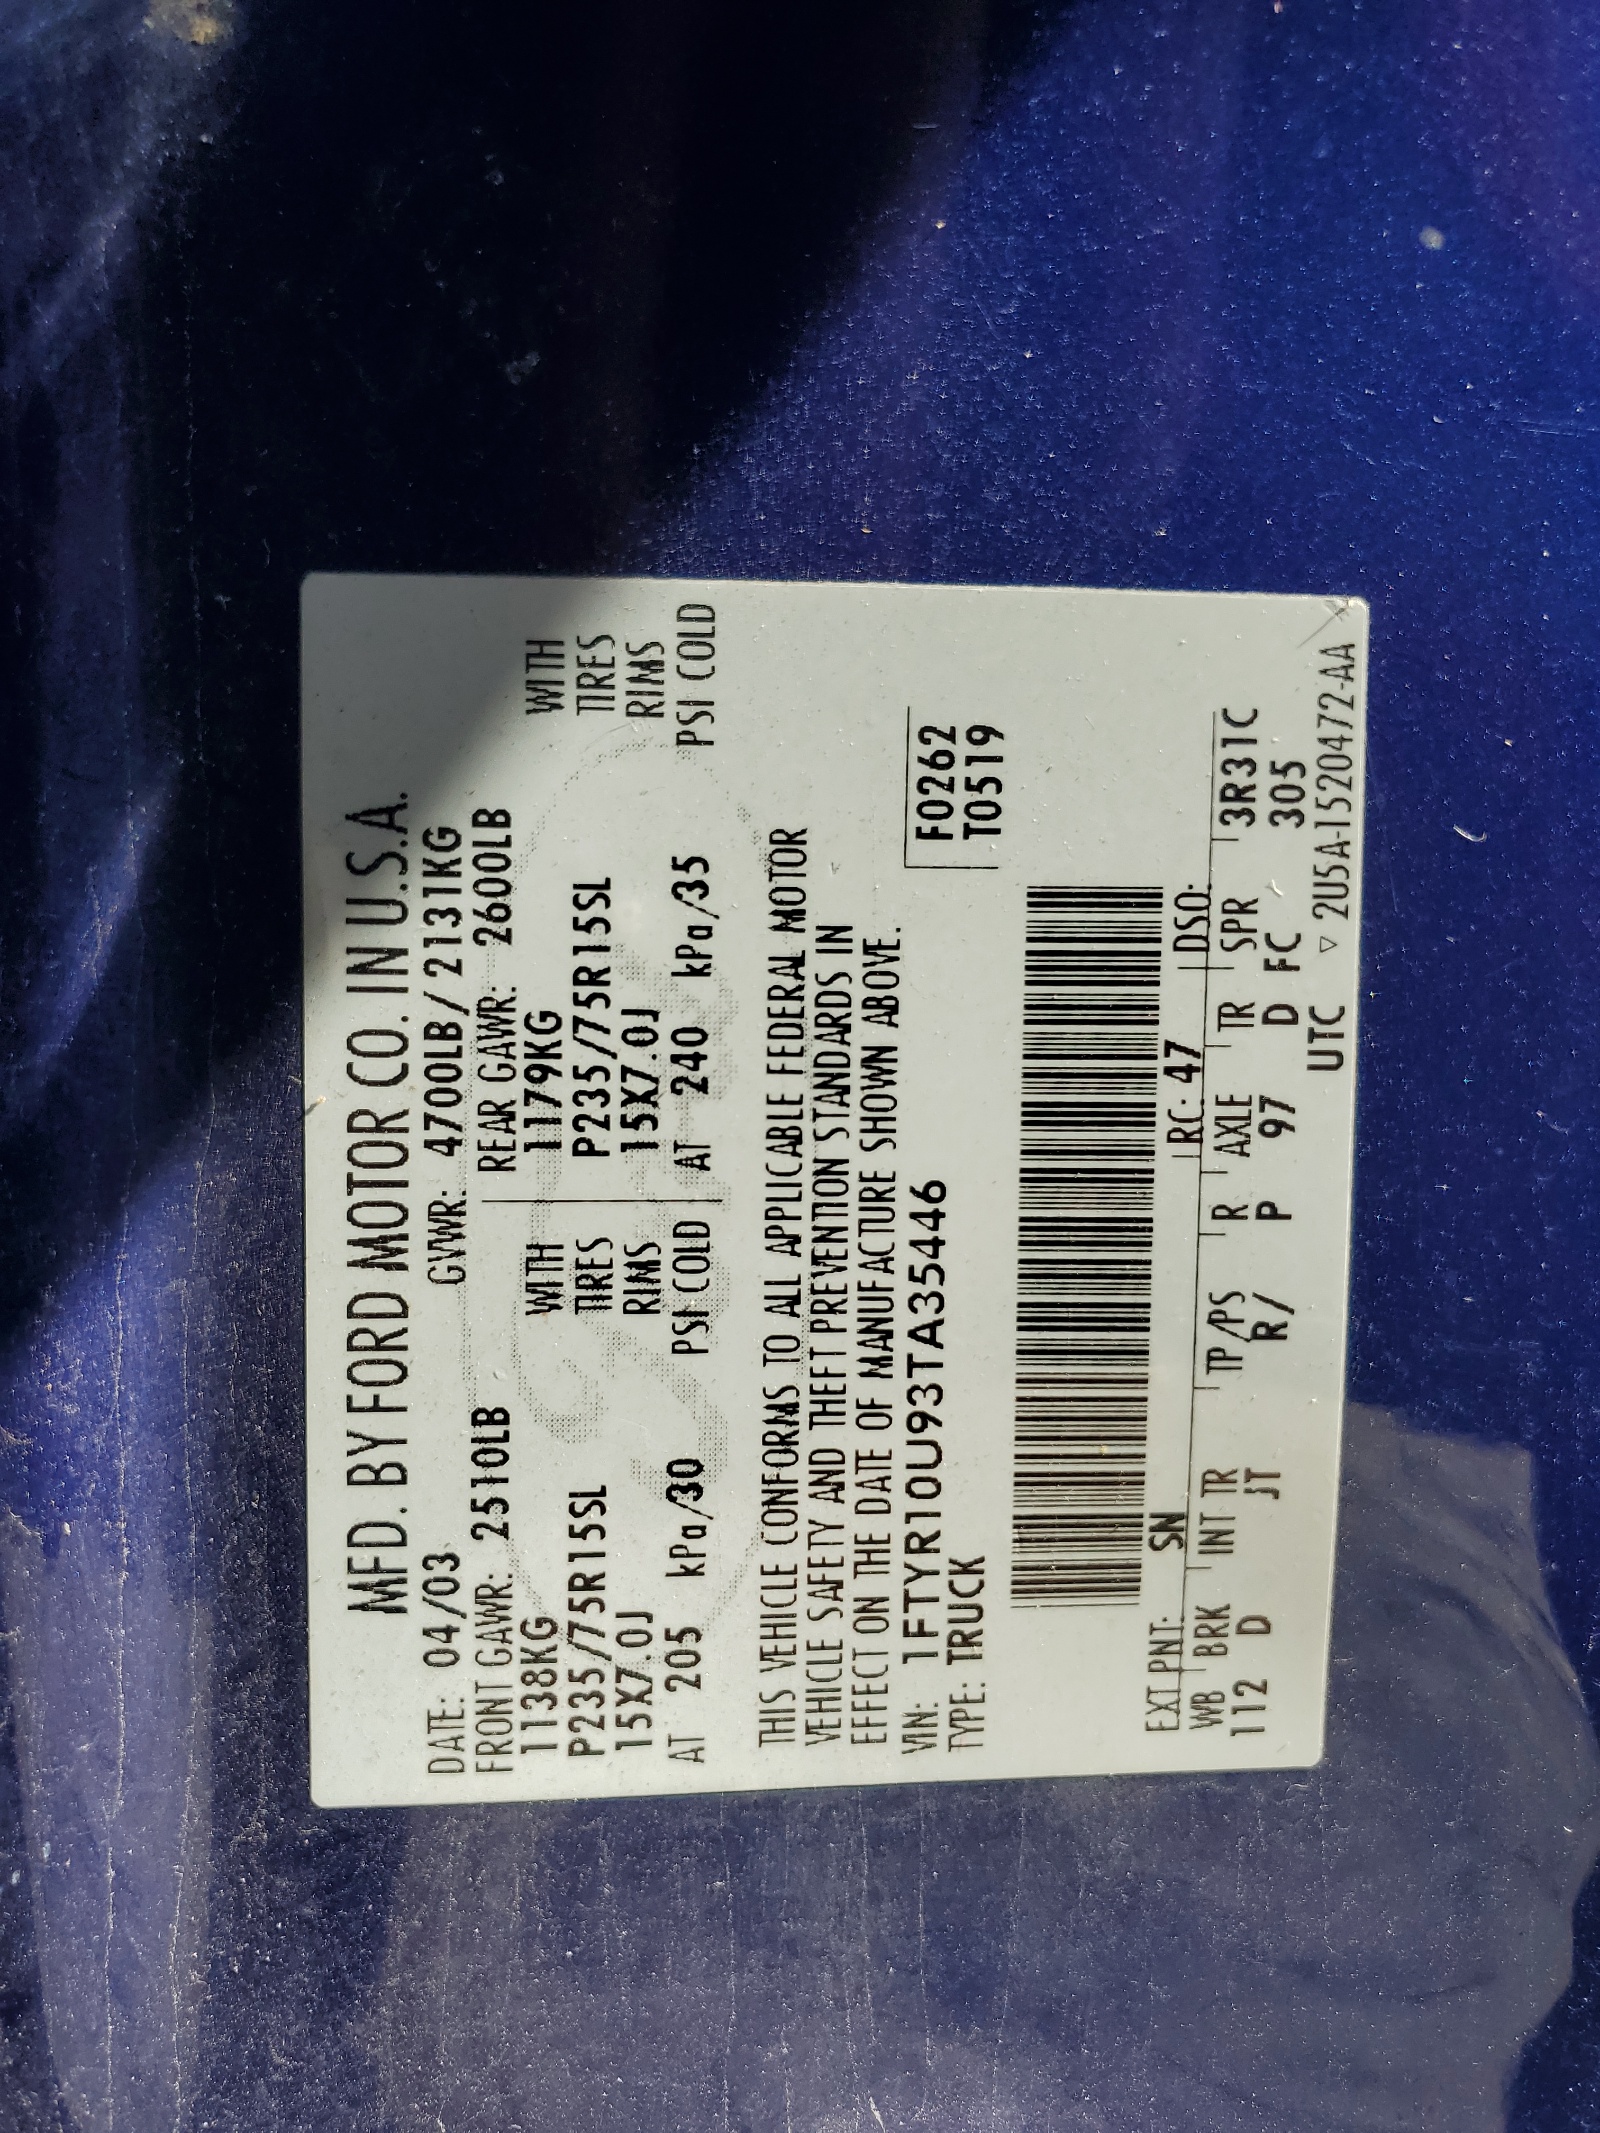 MFD. BY FORD MOTOR CO. IN U.S.A.
DATE: 04/03 GVWR: 4700LB/2131KG
FRONT GAWR: 2510LB REAR GAWR: 2600LB
1138KG WITH 1179KG WITH
P235/75R15SL TIRES P235/75R15SL TIRES
15X7.0J RIMS 15X7.0J RIMS
AT 205 kPa/30 PSI COLD AT 240 kPa/35 PSI COLD
THIS VEHICLE CONFORMS TO ALL APPLICABLE FEDERAL MOTOR
VEHICLE SAFETY AND THEFT PREVENTION STANDARDS IN
EFFECT ON THE DATE OF MANUFACTURE SHOWN ABOVE.
VIN: 1FTYR10U93TA35446 F0262
TYPE: TRUCK T0519
EXT PNT: SN RC: 47 DSO:
WB BRK INT TR TP/PS R AXLE TR SPR 3R31C
112 D JT R/ P 97 D FC 305
UTC ▽ 2U5A-1520472-AA